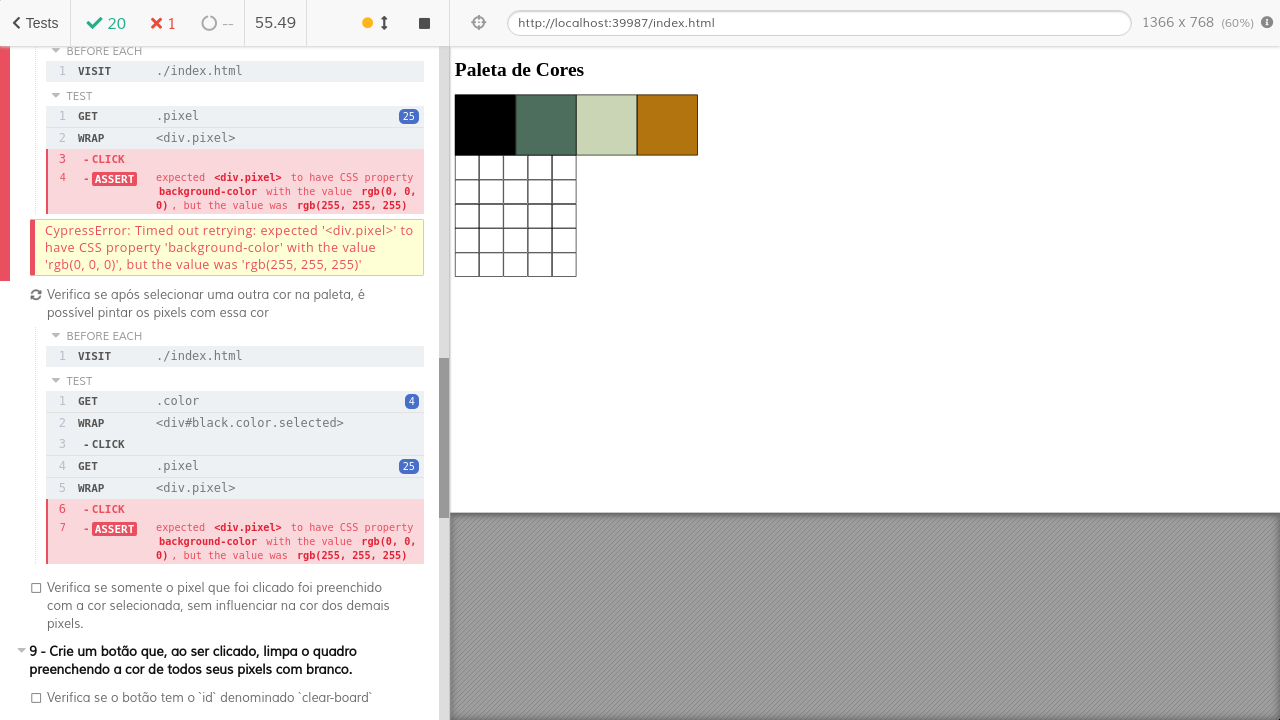 Tests
20
1
--
55.49
http://localhost:39987/index.html
1366 x 768 (60%)
BEFORE EACH
1 VISIT ./index.html
TEST
1 GET .pixel 25
2 WRAP <div.pixel>
3 - CLICK
4 - ASSERT expected <div.pixel> to have CSS property
background-color with the value rgb(0, 0,
0) , but the value was rgb(255, 255, 255)
CypressError: Timed out retrying: expected '<div.pixel>' to
have CSS property 'background-color' with the value
'rgb(0, 0, 0)', but the value was 'rgb(255, 255, 255)'
Verifica se após selecionar uma outra cor na paleta, é
possível pintar os pixels com essa cor
BEFORE EACH
1 VISIT ./index.html
TEST
1 GET .color 4
2 WRAP <div#black.color.selected>
3 - CLICK
4 GET .pixel 25
5 WRAP <div.pixel>
6 - CLICK
7 - ASSERT expected <div.pixel> to have CSS property
background-color with the value rgb(0, 0,
0) , but the value was rgb(255, 255, 255)
Verifica se somente o pixel que foi clicado foi preenchido
com a cor selecionada, sem influenciar na cor dos demais
pixels.
9 - Crie um botão que, ao ser clicado, limpa o quadro
preenchendo a cor de todos seus pixels com branco.
Verifica se o botão tem o `id` denominado `clear-board`
Paleta de Cores